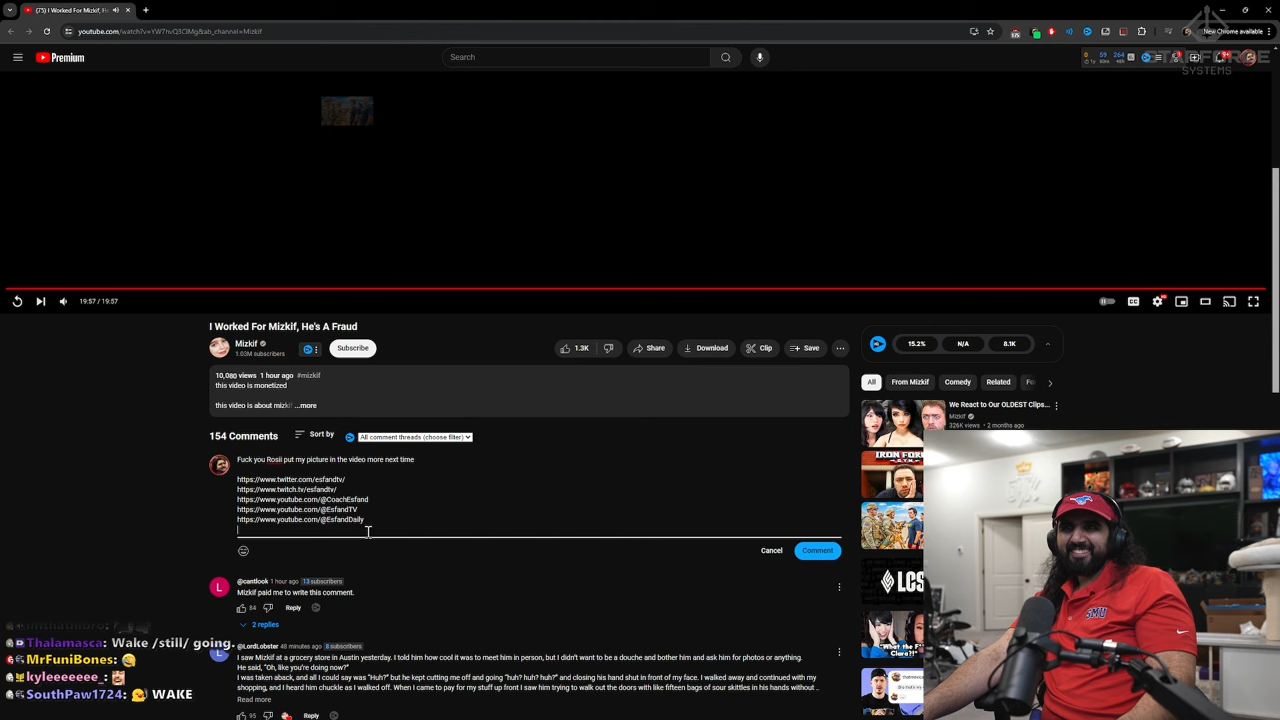 (75) I Worked For Mizkif, He's A Fraud
New Chrome available
Premium
Search
SYSTEMS
19:57 / 19:57
I Worked For Mizkif, He's A Fraud
Mizkif
1.03M subscribers
Subscribe
1.3K
Share
Download
Clip
Save
15.2%
N/A
8.1K
10,080 views 1 hour ago #mizkif
this video is monetized
this video is about mizkif ...more
All
From Mizkif
Comedy
Related
We React to Our OLDEST Clips...
Mizkif
326K views • 2 months ago
154 Comments
Sort by
All comment threads (choose filter)
Fuck you Rosii put my picture in the video more next time
https://www.twitter.com/esfandtv/
https://www.twitch.tv/esfandtv/
https://www.youtube.com/@CoachEsfand
https://www.youtube.com/@EsfandTV
https://www.youtube.com/@EsfandDaily
Cancel
Comment
@cantlook 1 hour ago 13 subscribers
Mizkif paid me to write this comment.
84
Reply
2 replies
@LordLobster 48 minutes ago 8 subscribers
I saw Mizkif at a grocery store in Austin yesterday. I told him how cool it was to meet him in person, but I didn't want to be a douche and bother him and ask him for photos or anything.
He said, "Oh, like you're doing now?"
I was taken aback, and all I could say was "Huh?" but he kept cutting me off and going "huh? huh? huh?" and closing his hand shut in front of my face. I walked away and continued with my
shopping, and I heard him chuckle as I walked off. When I came to pay for my stuff up front I saw him trying to walk out the doors with like fifteen bags of sour skittles in his hands without ..
Read more
95
Reply
Thalamasca: Wake /still/ going.
MrFuniBones:
kyleeeeeee_:
SouthPaw1724: WAKE
LCS
SMU